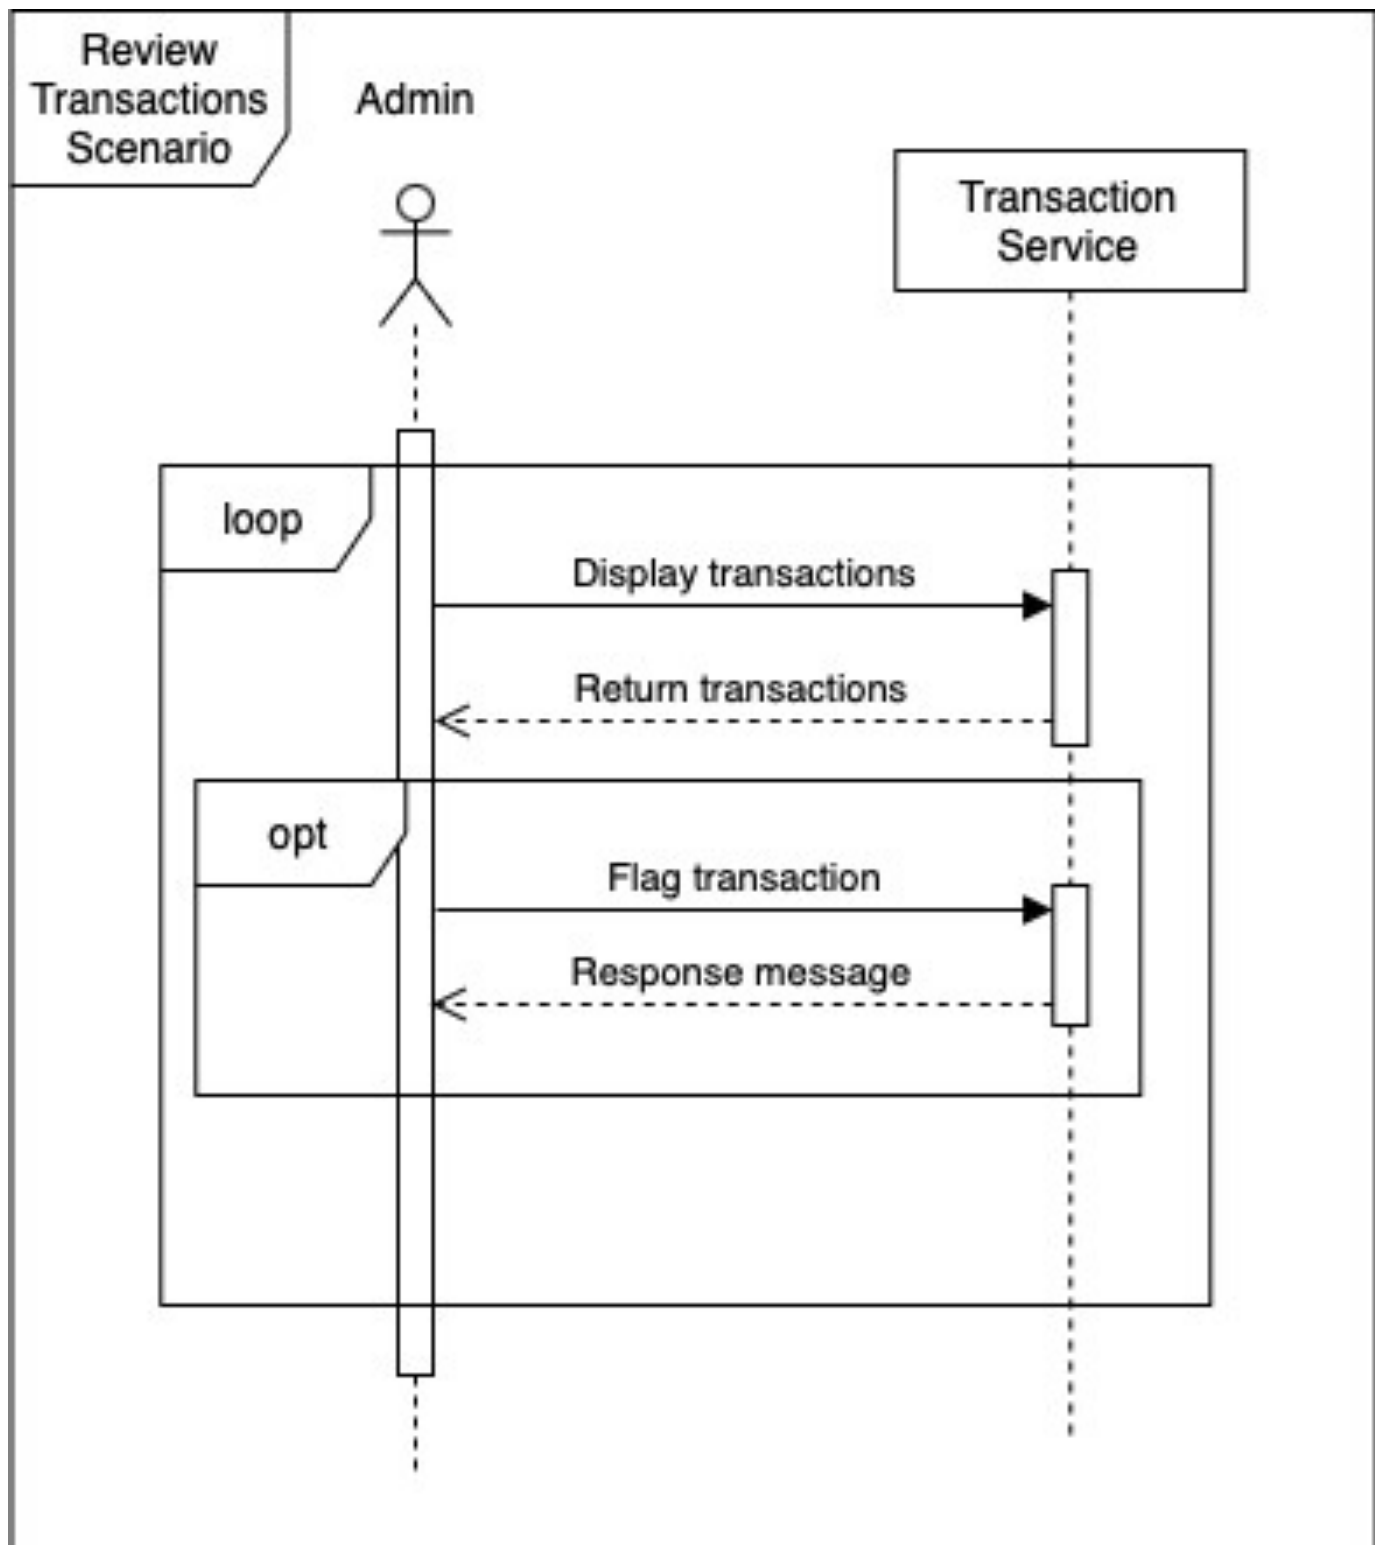 Review
Transactions
Scenario
Admin
Transaction
Service
loop
Display transactions
Return transactions
opt
Flag transaction
Response message